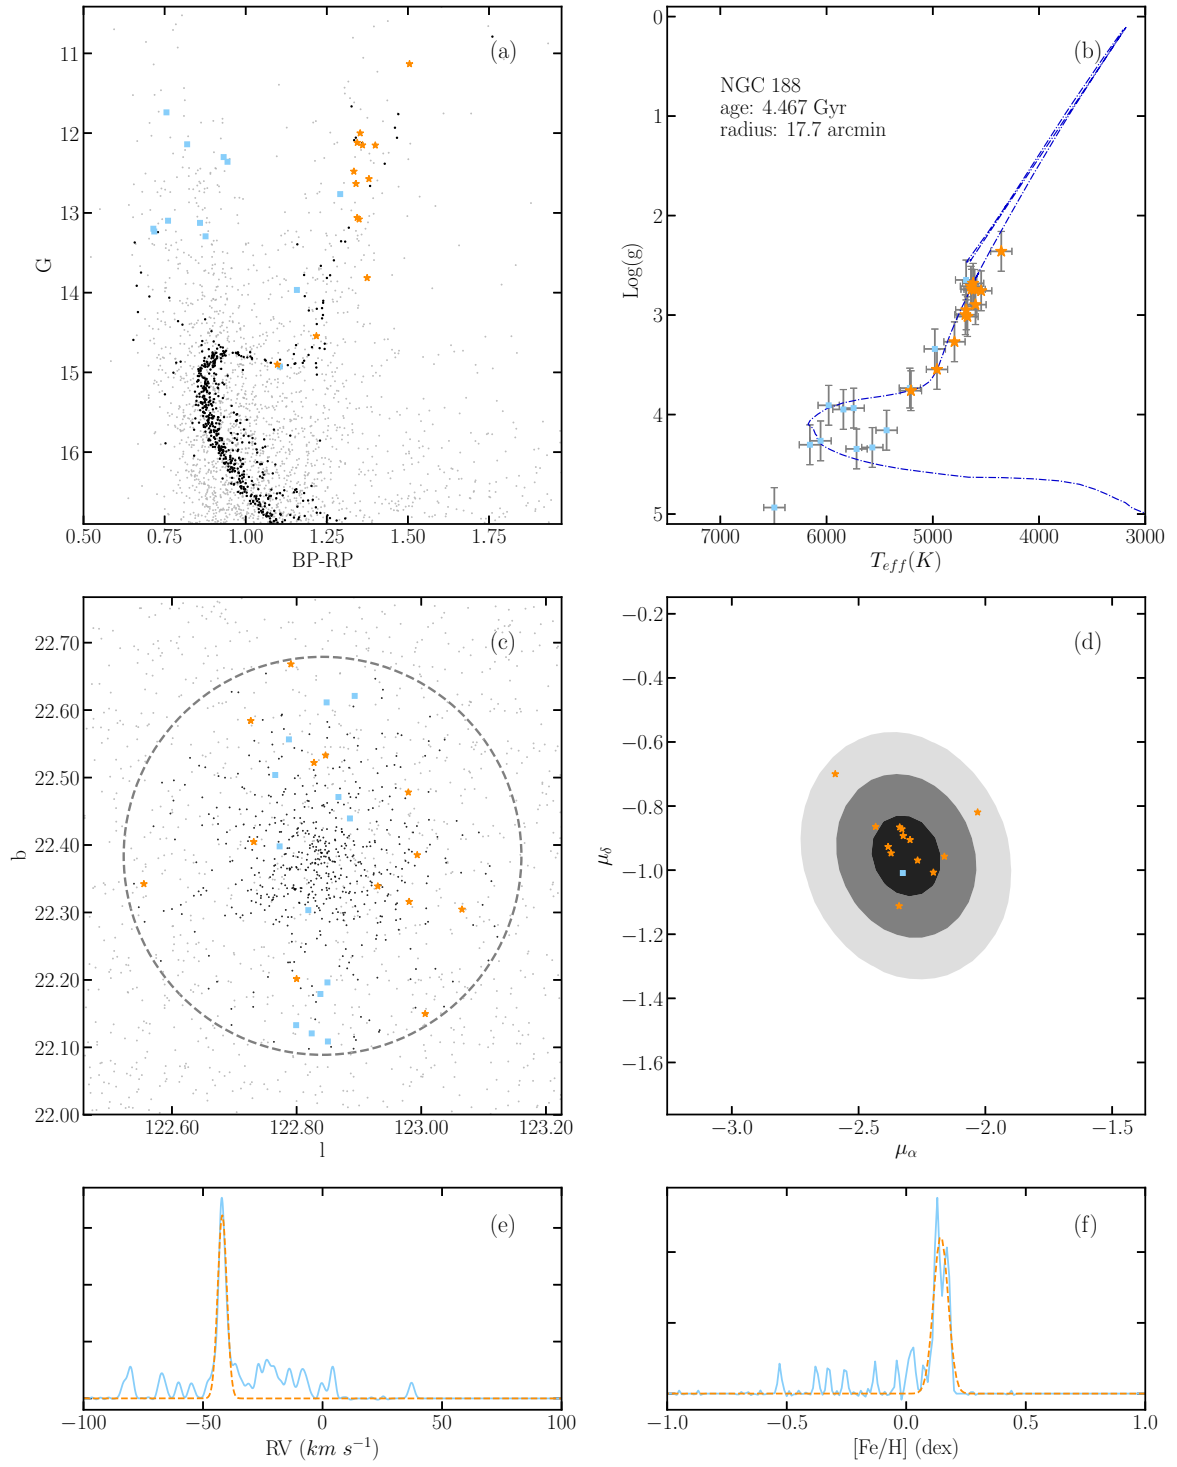 (a)
11
12
13
14
15
16
G
0.50 0.75 1.00 1.25 1.50 1.75
BP-RP
(b)
NGC 188
age: 4.467 Gyr
radius: 17.7 arcmin
0
1
2
3
4
5
Log(g)
7000 6000 5000 4000 3000
T_{eff}(K)
(c)
22.70
22.60
22.50
22.40
22.30
22.20
22.10
22.00
b
122.60 122.80 123.00 123.20
l
(d)
−0.2
−0.4
−0.6
−0.8
−1.0
−1.2
−1.4
−1.6
μ_δ
−3.0 −2.5 −2.0 −1.5
μ_α
(e)
−100 −50 0 50 100
RV (km s⁻¹)
(f)
−1.0 −0.5 0.0 0.5 1.0
[Fe/H] (dex)